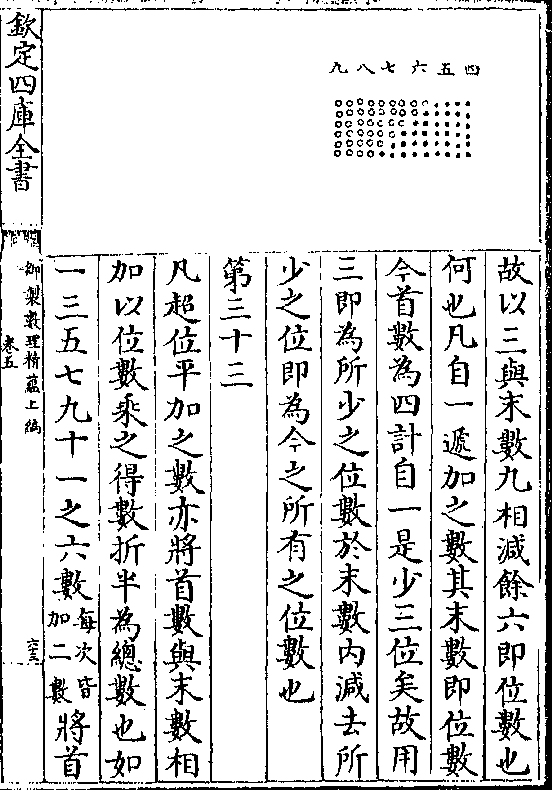 九八七六五四
故以三與末數九相減餘六即位數也
何也凡自一遞加之數其末數即位數
今首數為四計自一是少三位矣故用
三即為所少之位數於末數內減去所
少之位即為今之所有之位數也
第三十三
凡超位平加之數亦將首數與末數相
加以位數乘之得數折半為總數也如
一三五七九十一之六數每次皆加二數將首
欽定四庫全書
御製數理精蘊上編
卷五
六十三